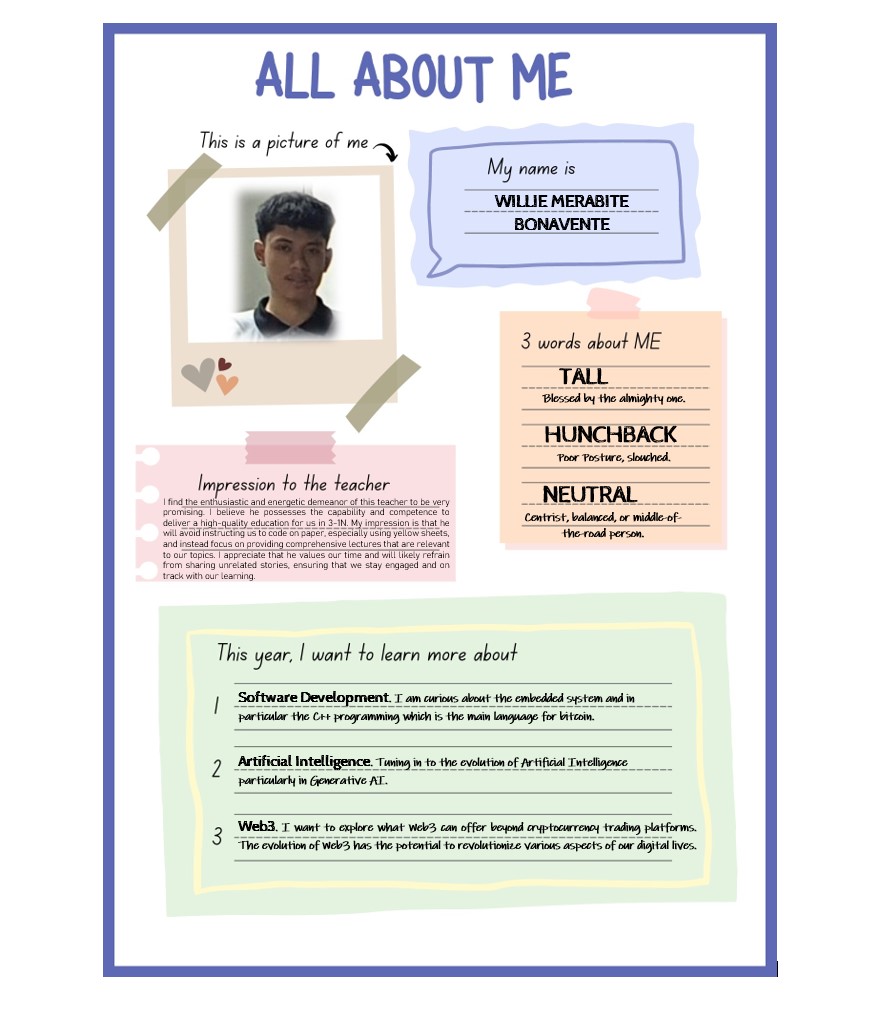 ALL ABOUT ME
This is a picture of me
My name is
WILLIE MERABITE
BONAVENTE
3 words about ME
TALL
Blessed by the almighty one.
HUNCHBACK
Poor Posture, slouched.
NEUTRAL
Centrist, balanced, or middle-of-
the-road person.
Impression to the teacher
I find the enthusiastic and energetic demeanor of this teacher to be very
promising. I believe he possesses the capability and competence to
deliver a high-quality education for us in 3-1N. My impression is that he
will avoid instructing us to code on paper, especially using yellow sheets,
and instead focus on providing comprehensive lectures that are relevant
to our topics. I appreciate that he values our time and will likely refrain
from sharing unrelated stories, ensuring that we stay engaged and on
track with our learning.
This year, I want to learn more about
1 Software Development. I am curious about the embedded system and in
particular the C++ programming which is the main language for bitcoin.
2 Artificial Intelligence. Tuning in to the evolution of Artificial Intelligence
particularly in Generative AI.
3 Web3. I want to explore what Web3 can offer beyond cryptocurrency trading platforms.
The evolution of Web3 has the potential to revolutionize various aspects of our digital lives.